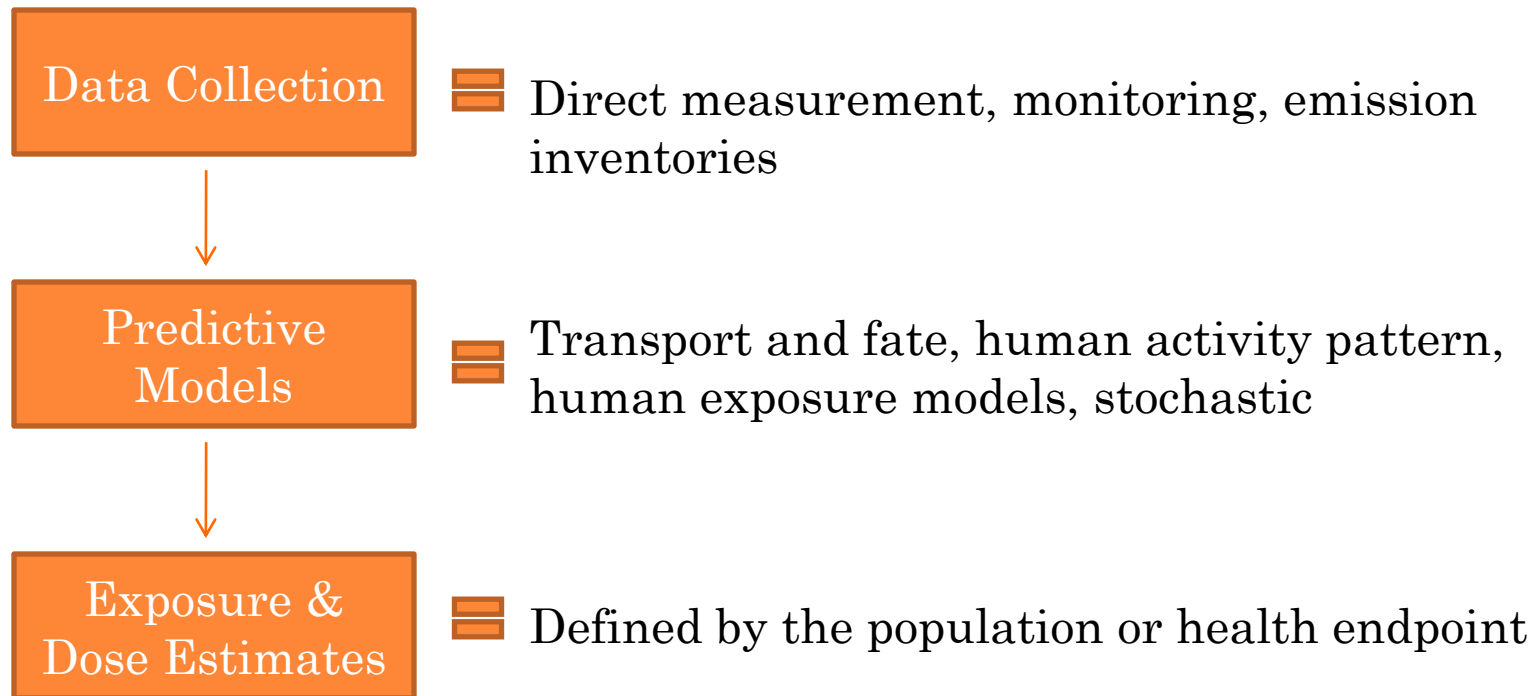 Data Collection
Direct measurement, monitoring, emission
inventories
Predictive
Models
Transport and fate, human activity pattern,
human exposure models, stochastic
Exposure &
Dose Estimates
Defined by the population or health endpoint